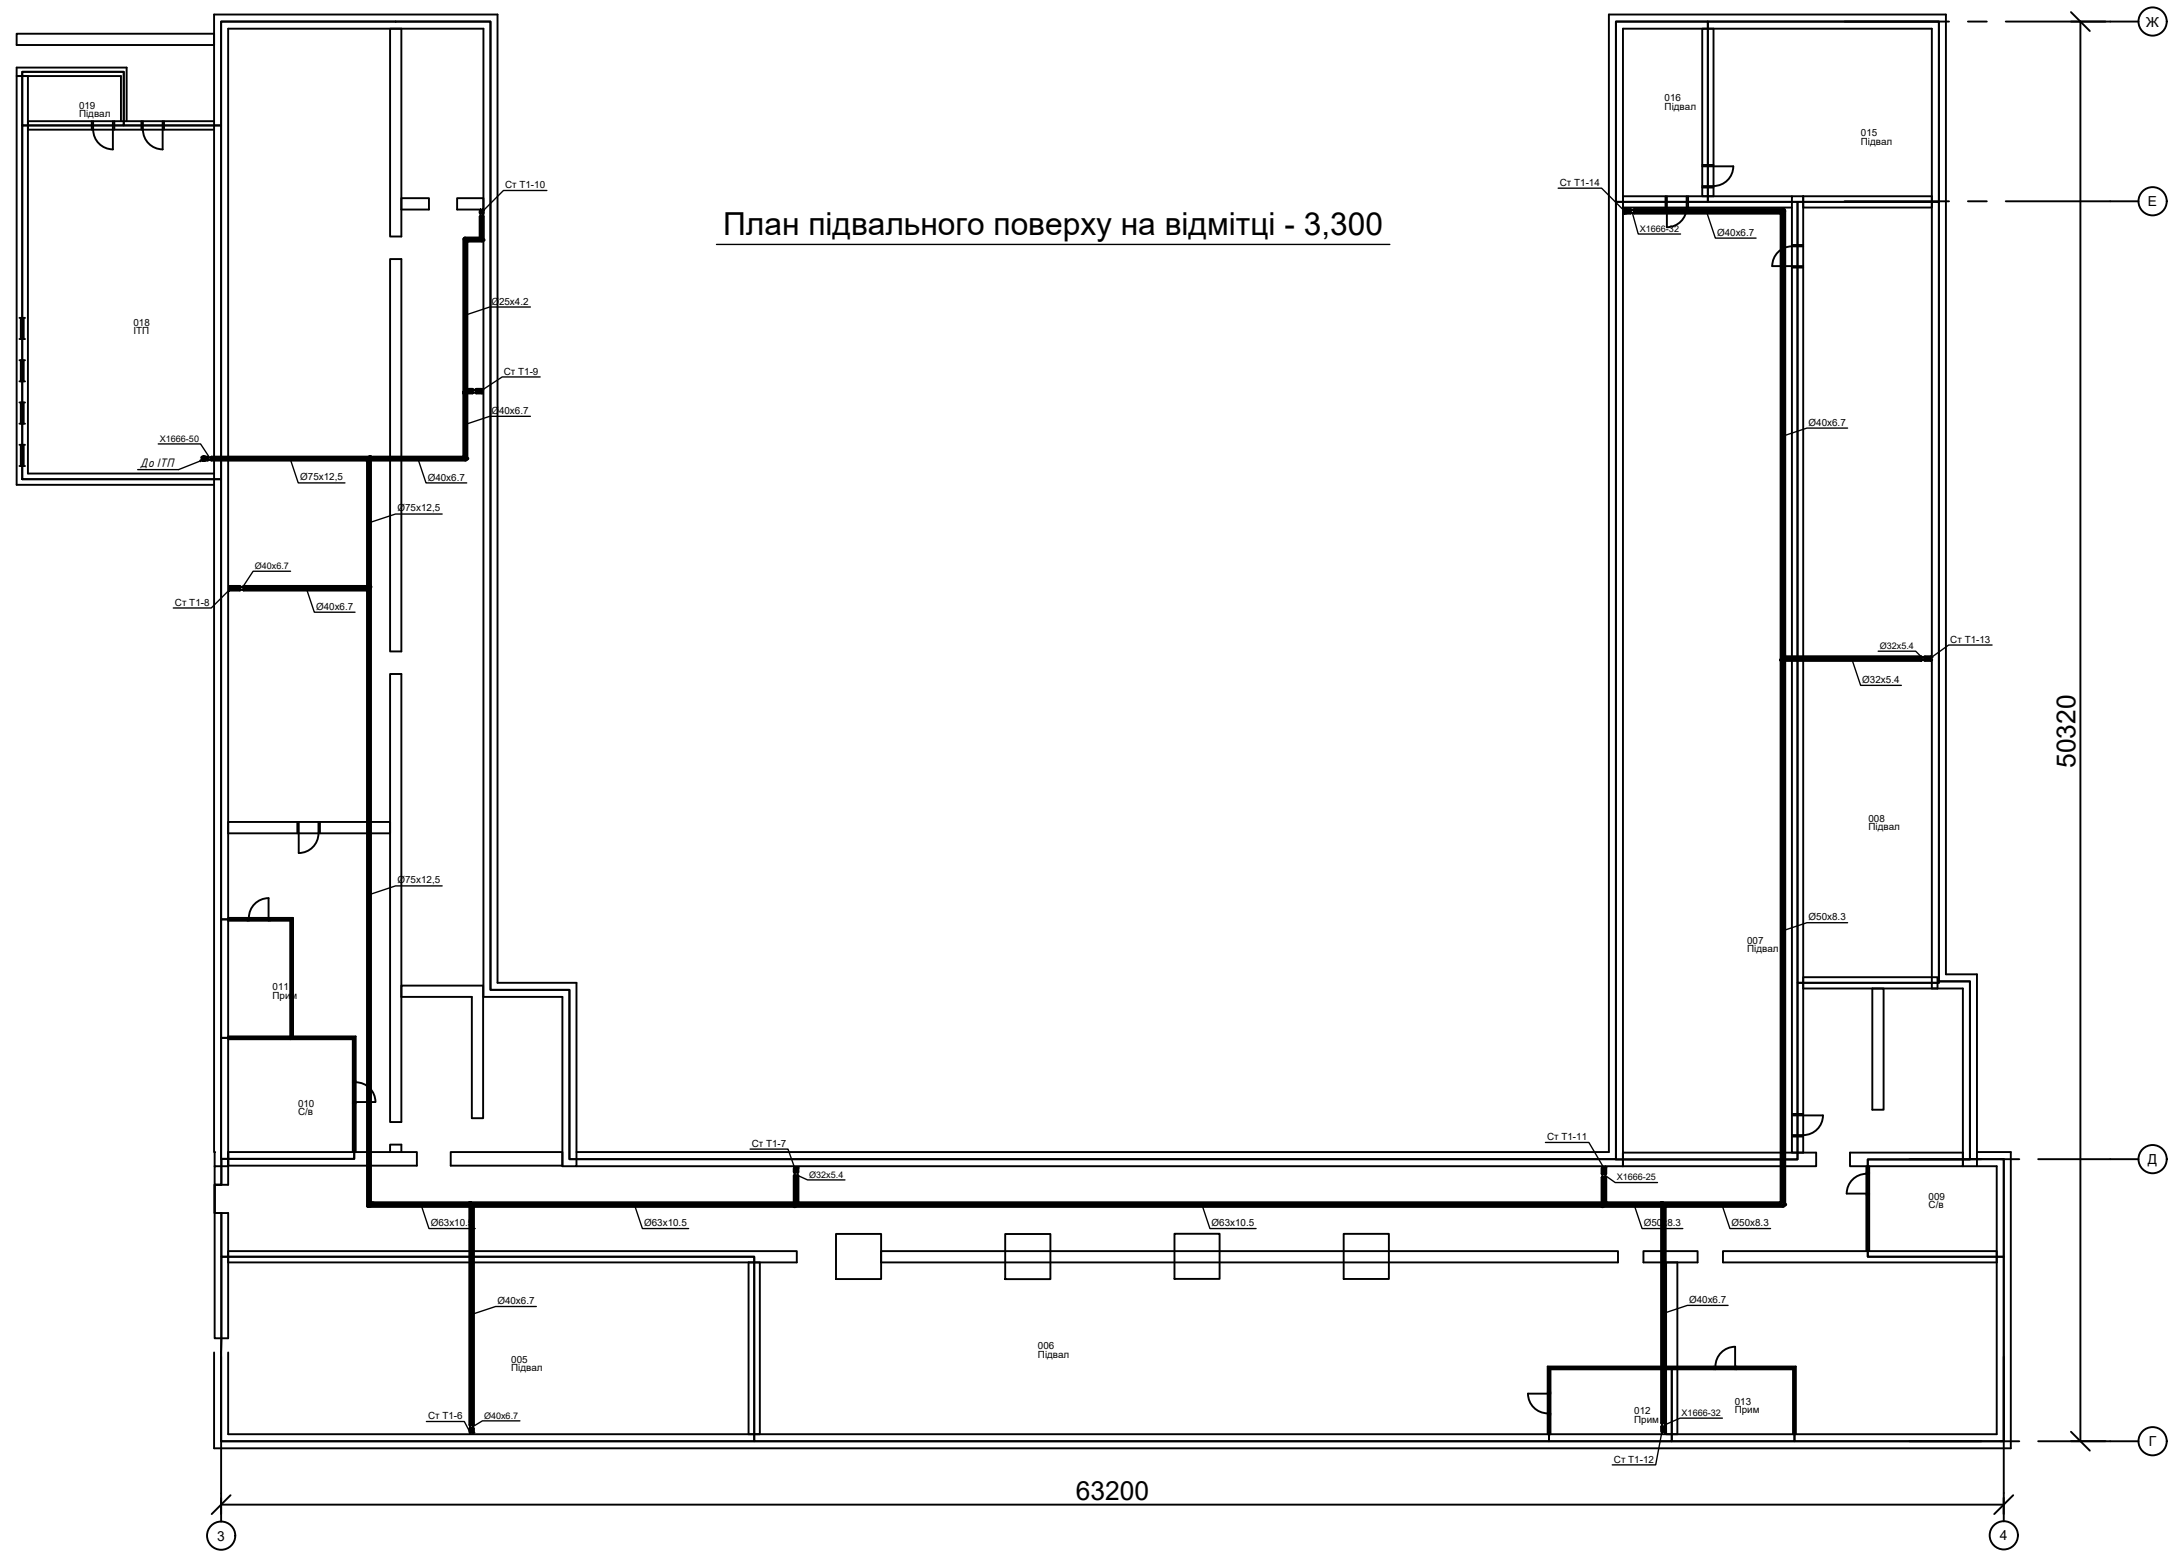 Ж
019
Підвал
016
Підвал
015
Підвал
Ст Т1-10
Ст Т1-14
Е
План підвального поверху на відмітці - 3,300
X1666-32
Ø40x6.7
Ø25x4.2
018
ІТП
Ст Т1-9
Ø40x6.7
Ø40x6.7
X1666-50
До ІТП
Ø75x12,5
Ø40x6.7
Ø75x12,5
Ø40x6.7
Ст Т1-8
Ø40x6.7
Ст Т1-13
Ø32x5.4
Ø32x5.4
50320
008
Підвал
Ø75x12,5
Ø50x8.3
007
Підвал
011
Прим
010
С/в
Ст Т1-7
Ст Т1-11
Д
Ø32x5.4
X1666-25
009
С/в
Ø63x10.
Ø63x10.5
Ø63x10.5
Ø50x8.3
Ø50x8.3
Ø40x6.7
Ø40x6.7
005
Підвал
006
Підвал
Ст Т1-6
Ø40x6.7
012
Прим
X1666-32
013
Прим
Г
Ст Т1-12
63200
3
4